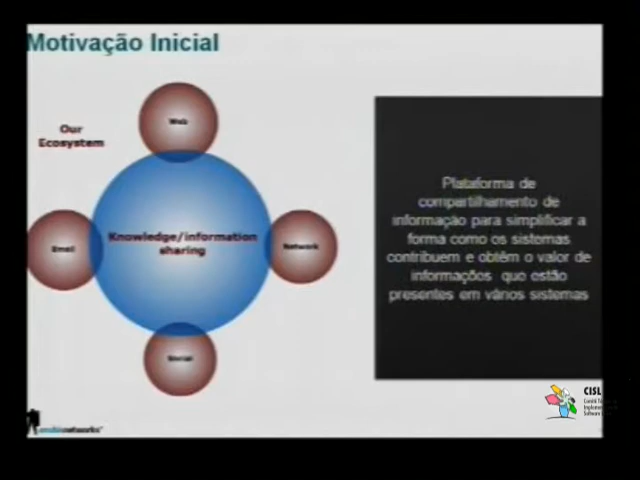 Motivação Inicial
Our
Ecosystem
Web
Knowledge/information
sharing
Email
Network
Social
Plataforma de
compartilhamento de
informação para simplificar a
forma como os sistemas
contribuem e obtêm o valor de
informações que estão
presentes em vários sistemas
CISL